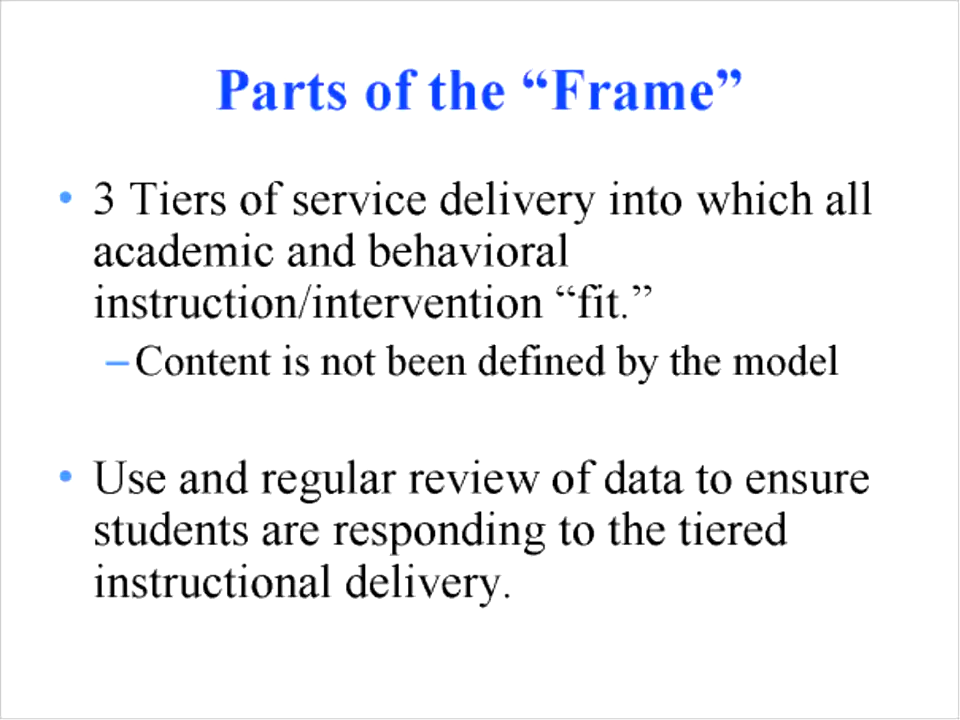 Parts of the “Frame”
• 3 Tiers of service delivery into which all
academic and behavioral
instruction/intervention “fit.”
– Content is not been defined by the model
• Use and regular review of data to ensure
students are responding to the tiered
instructional delivery.